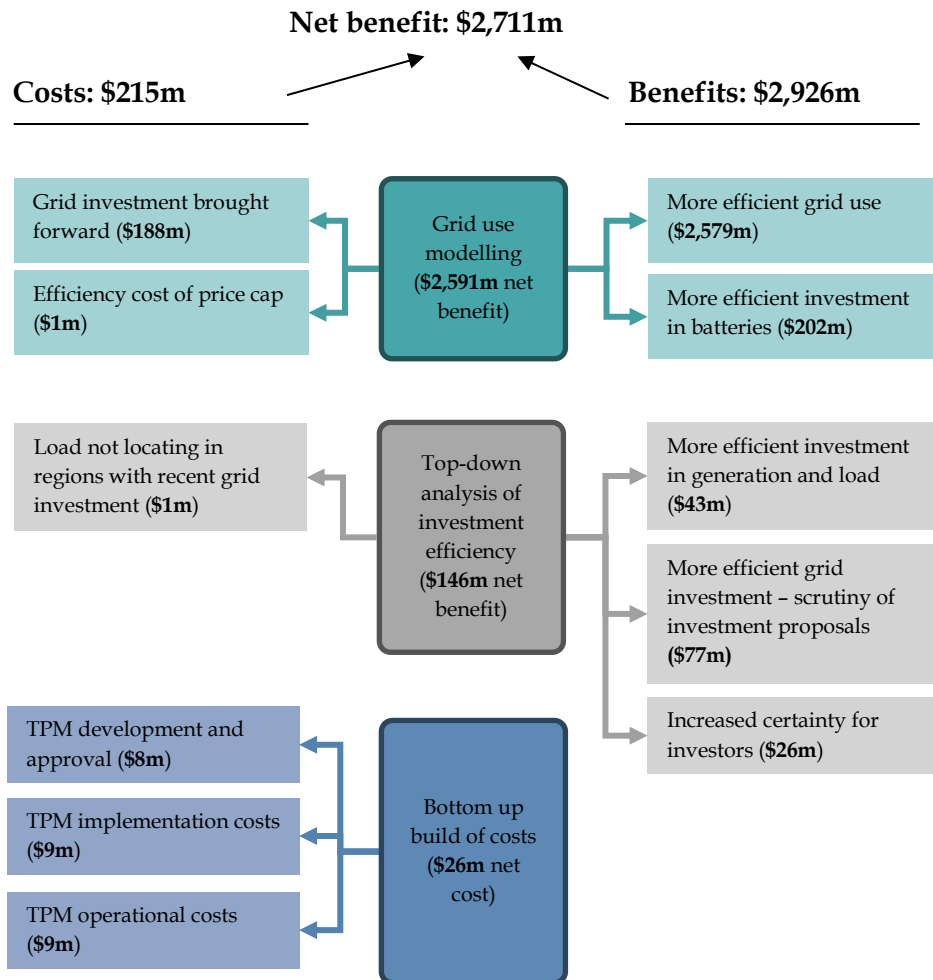 Net benefit: $2,711m
Costs: $215m
Benefits: $2,926m
Grid investment brought
forward ($188m)
Efficiency cost of price cap
($1m)
Grid use
modelling
($2,591m net
benefit)
More efficient grid use
($2,579m)
More efficient investment
in batteries ($202m)
Load not locating in
regions with recent grid
investment ($1m)
Top-down
analysis of
investment
efficiency
($146m net
benefit)
More efficient investment
in generation and load
($43m)
More efficient grid
investment – scrutiny of
investment proposals
($77m)
Increased certainty for
investors ($26m)
TPM development and
approval ($8m)
TPM implementation costs
($9m)
TPM operational costs
($9m)
Bottom up
build of costs
($26m net
cost)